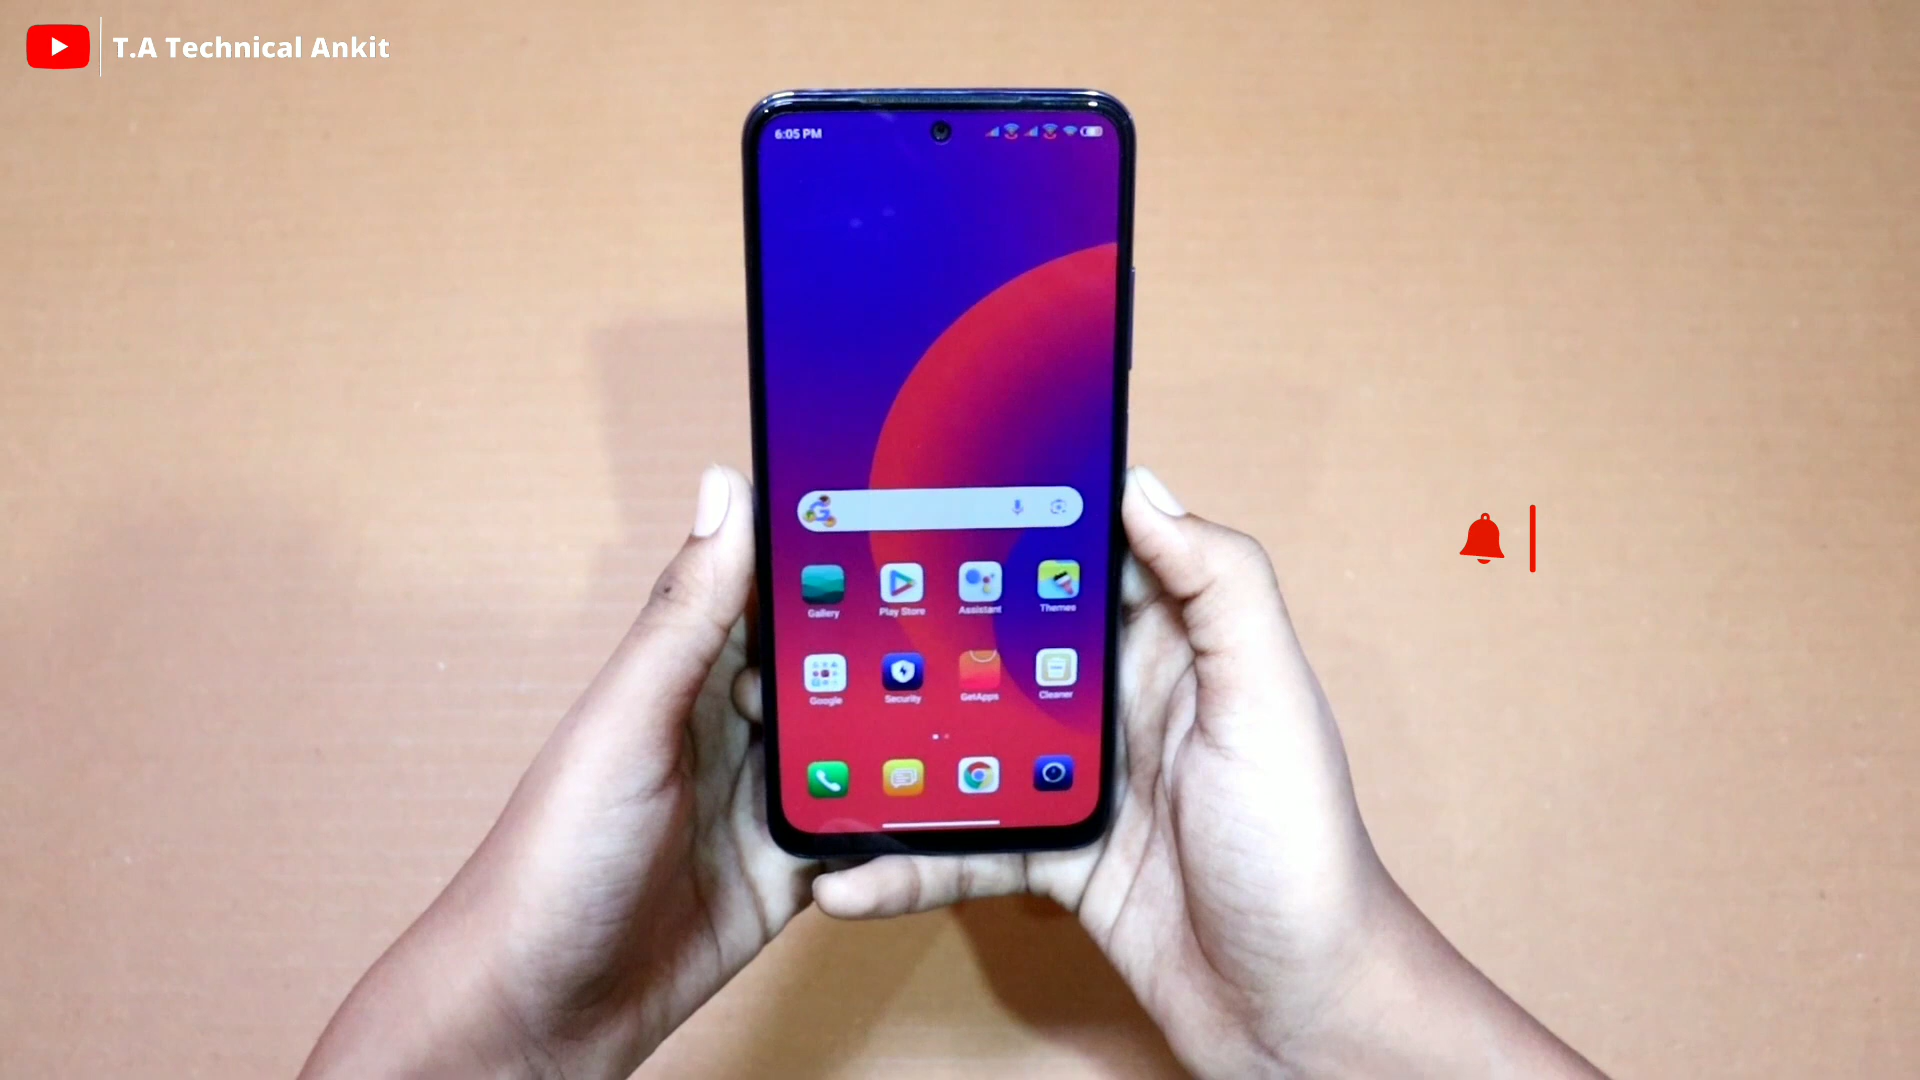 T.A Technical Ankit
6:05 PM
Gallery
Play Store
Assistant
Themes
Google
Security
GetApps
Cleaner